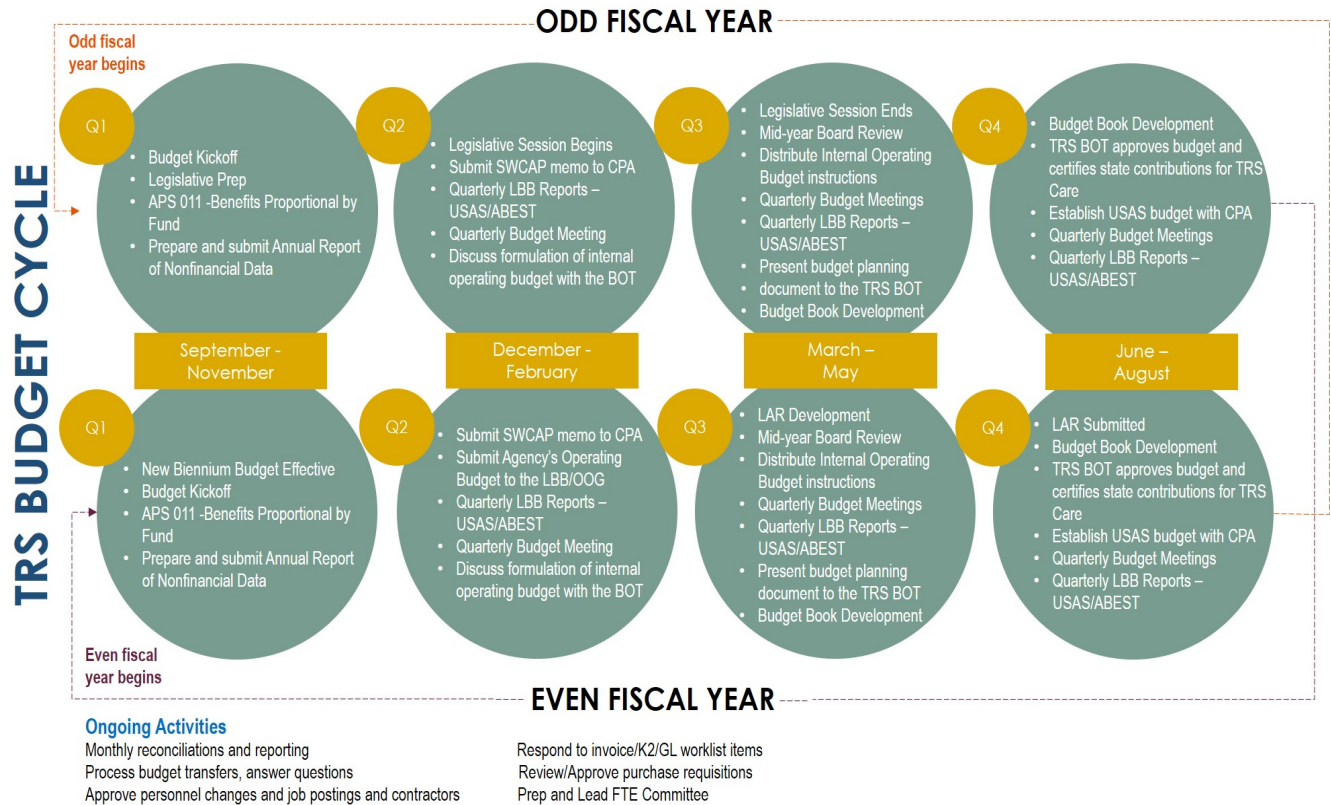 TRS BUDGET CYCLE
ODD FISCAL YEAR
Odd fiscal
year begins
Q1
• Budget Kickoff
• Legislative Prep
• APS 011 -Benefits Proportional by
Fund
• Prepare and submit Annual Report
of Nonfinancial Data
Q2
• Legislative Session Begins
• Submit SWCAP memo to CPA
• Quarterly LBB Reports –
USAS/ABEST
• Quarterly Budget Meeting
• Discuss formulation of internal
operating budget with the BOT
Q3
• Legislative Session Ends
• Mid-year Board Review
• Distribute Internal Operating
Budget instructions
• Quarterly Budget Meetings
• Quarterly LBB Reports –
USAS/ABEST
• Present budget planning
• document to the TRS BOT
• Budget Book Development
Q4
• Budget Book Development
• TRS BOT approves budget and
certifies state contributions for TRS
Care
• Establish USAS budget with CPA
• Quarterly Budget Meetings
• Quarterly LBB Reports –
USAS/ABEST
September -
November
December -
February
March –
May
June –
August
Q1
• New Biennium Budget Effective
• Budget Kickoff
• APS 011 -Benefits Proportional by
Fund
• Prepare and submit Annual Report
of Nonfinancial Data
Q2
• Submit SWCAP memo to CPA
• Submit Agency’s Operating
Budget to the LBB/OOG
• Quarterly LBB Reports –
USAS/ABEST
• Quarterly Budget Meeting
• Discuss formulation of internal
operating budget with the BOT
Q3
• LAR Development
• Mid-year Board Review
• Distribute Internal Operating
Budget instructions
• Quarterly Budget Meetings
• Quarterly LBB Reports –
USAS/ABEST
• Present budget planning
document to the TRS BOT
• Budget Book Development
Q4
• LAR Submitted
• Budget Book Development
• TRS BOT approves budget and
certifies state contributions for TRS
Care
• Establish USAS budget with CPA
• Quarterly Budget Meetings
• Quarterly LBB Reports –
USAS/ABEST
Even fiscal
year begins
EVEN FISCAL YEAR
Ongoing Activities
Monthly reconciliations and reporting
Process budget transfers, answer questions
Approve personnel changes and job postings and contractors
Respond to invoice/K2/GL worklist items
Review/Approve purchase requisitions
Prep and Lead FTE Committee